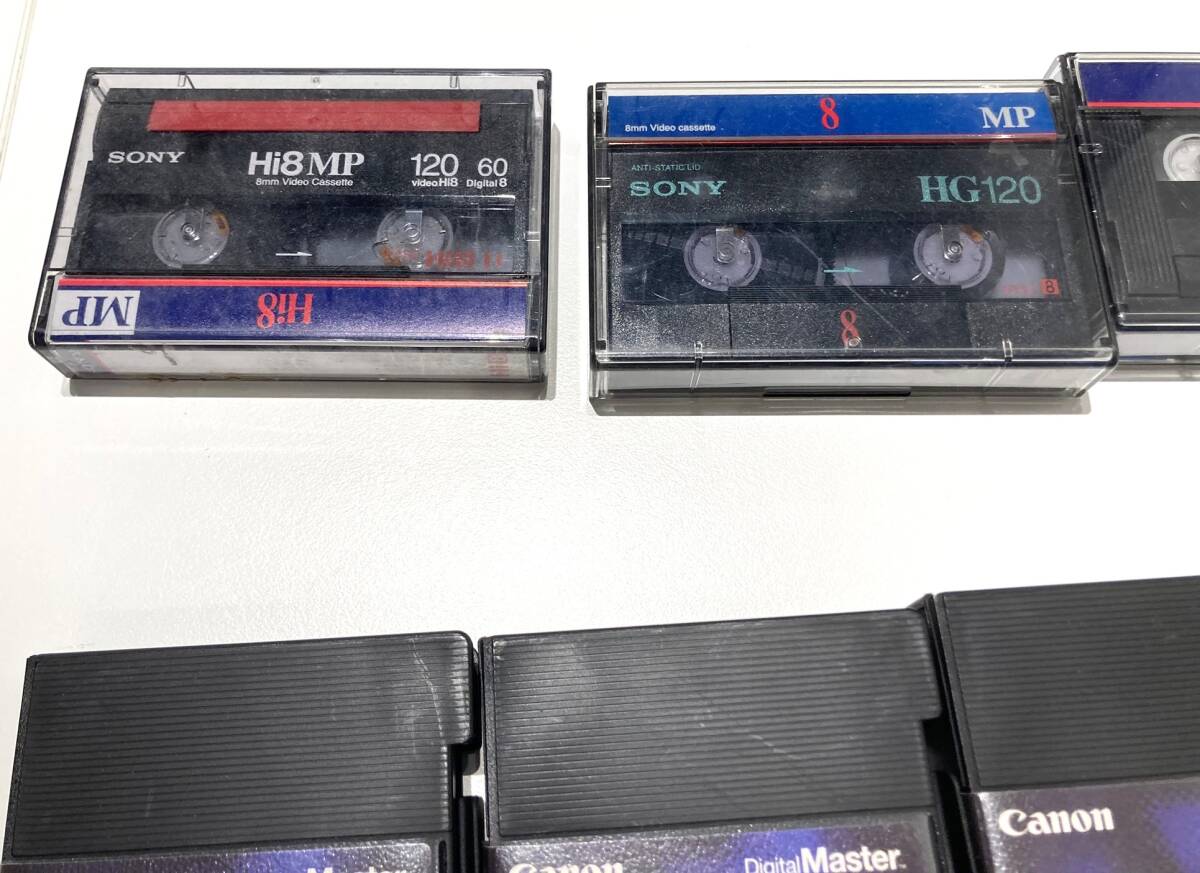 SONY
Hi8 MP
8mm Video Cassette
120
video Hi8
60
Digital 8
Hi8
MP
8
8mm Video cassette
MP
ANTI-STATIC LID
SONY
HG120
8
8
Master
Canon
Digital Master
Canon